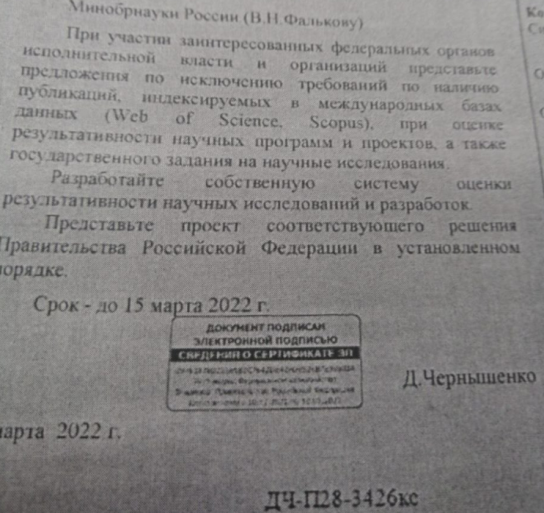 Минобрнауки России (В.Н.Фалькову)
При участии заинтересованных федеральных органов
исполнительной власти и организаций представьте
предложения по исключению требований по наличию
публикаций, индексируемых в международных базах
данных (Web of Science, Scopus), при оценке
результативности научных программ и проектов, а также
государственного задания на научные исследования.
Разработайте собственную систему оценки
результативности научных исследований и разработок.
Представьте проект соответствующего решения
Правительства Российской Федерации в установленном
порядке.
Срок - до 15 марта 2022 г.
ДОКУМЕНТ ПОДПИСАН
ЭЛЕКТРОННОЙ ПОДПИСЬЮ
СВЕДЕНИЯ О СЕРТИФИКАТЕ ЭП
Д.Чернышенко
марта 2022 г.
ДЧ-П28-3426кс